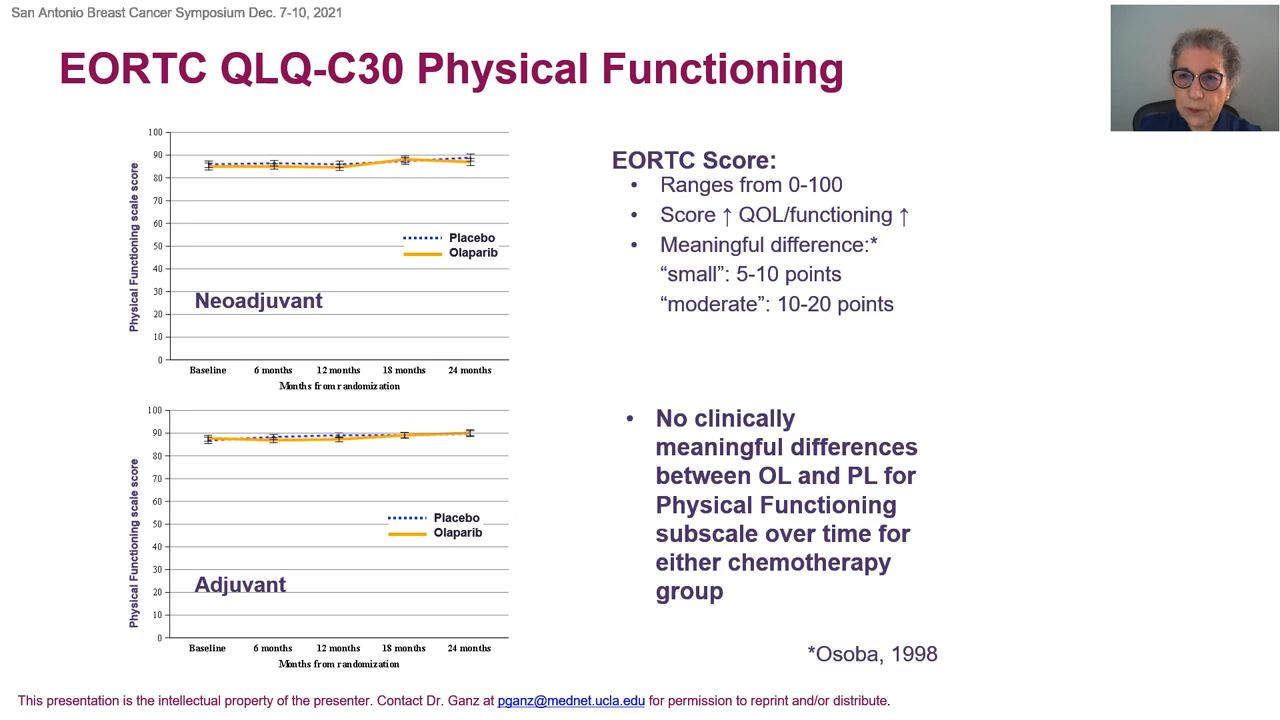 San Antonio Breast Cancer Symposium Dec. 7-10, 2021
EORTC QLQ-C30 Physical Functioning
Physical Functioning scale score
100
90
80
70
60
50
40
30
20
10
0
Placebo
Olaparib
Neoadjuvant
Baseline 6 months 12 months 18 months 24 months
Months from randomization
EORTC Score:
• Ranges from 0-100
• Score ↑ QOL/functioning ↑
• Meaningful difference:*
“small”: 5-10 points
“moderate”: 10-20 points
Physical Functioning scale score
100
90
80
70
60
50
40
30
20
10
0
Placebo
Olaparib
Adjuvant
Baseline 6 months 12 months 18 months 24 months
Months from randomization
• No clinically
meaningful differences
between OL and PL for
Physical Functioning
subscale over time for
either chemotherapy
group
*Osoba, 1998
This presentation is the intellectual property of the presenter. Contact Dr. Ganz at pganz@mednet.ucla.edu for permission to reprint and/or distribute.